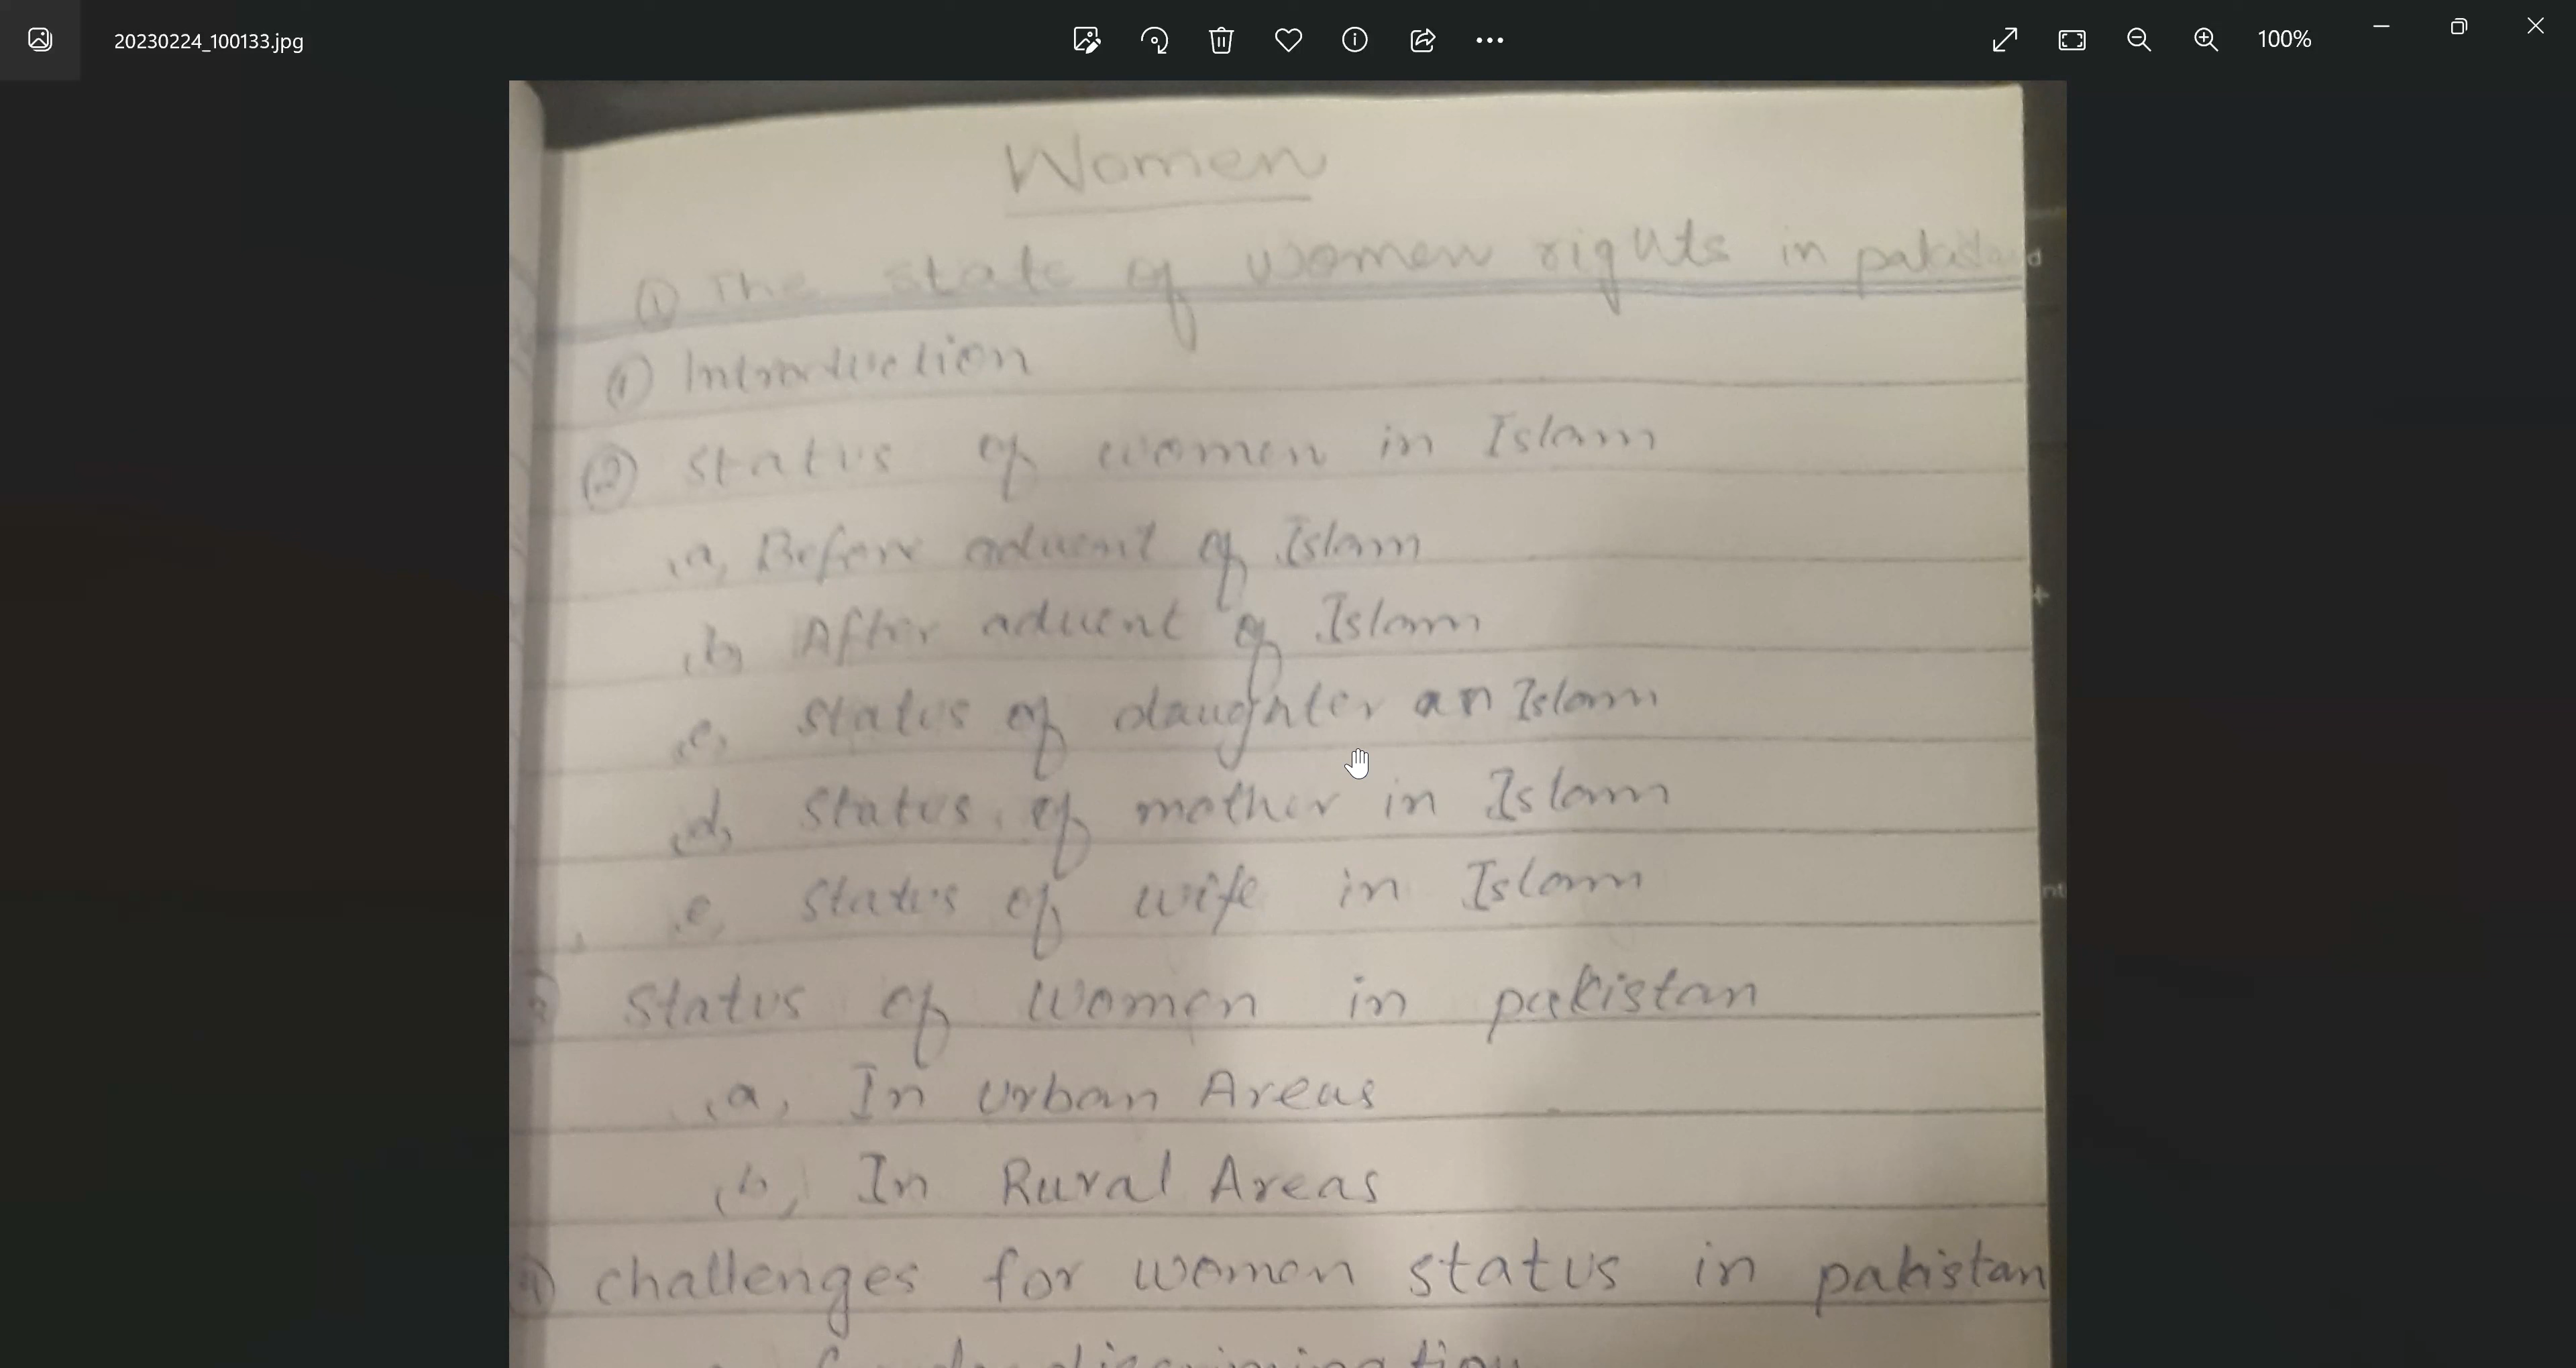 20230224_100133.jpg
100%
Women
① The state of women rights in
① Introduction
② Status of women in Islam
(a) Before advent of Islam
(b) After advent of Islam
(c) Status of daughter an Islam
(d) Status of mother in Islam
e, Status of wife in Islam
Status of Women in pakistan
(a, In Urban Areas
(b, In Rural Areas
④ challenges for women status in pakistan
discrimination